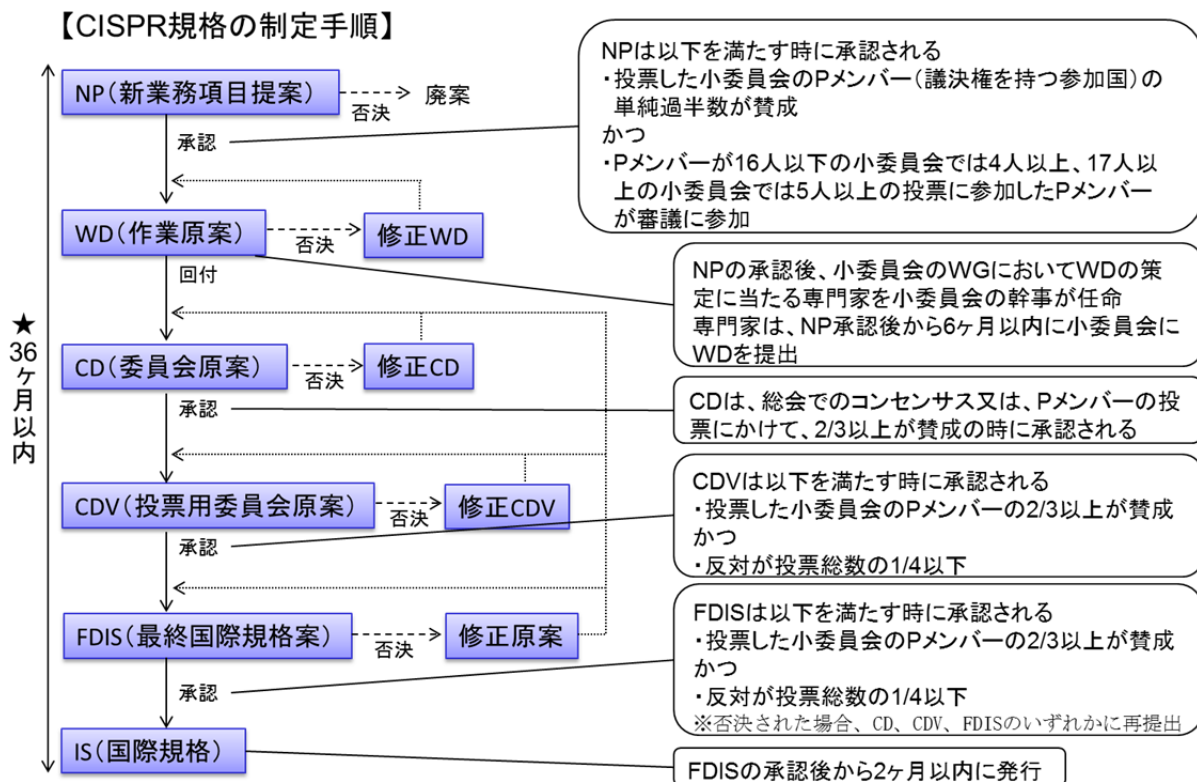 【CISPR規格の制定手順】
★36ヶ月以内
NP(新業務項目提案)
否決
廃案
承認
NPは以下を満たす時に承認される
・投票した小委員会のPメンバー(議決権を持つ参加国)の
単純過半数が賛成
かつ
・Pメンバーが16人以下の小委員会では4人以上、17人以
上の小委員会では5人以上の投票に参加したPメンバー
が審議に参加
WD(作業原案)
否決
修正WD
回付
NPの承認後、小委員会のWGにおいてWDの策
定に当たる専門家を小委員会の幹事が任命
専門家は、NP承認後から6ヶ月以内に小委員会に
WDを提出
CD(委員会原案)
否決
修正CD
承認
CDは、総会でのコンセンサス又は、Pメンバーの投
票にかけて、2/3以上が賛成の時に承認される
CDV(投票用委員会原案)
否決
修正CDV
承認
CDVは以下を満たす時に承認される
・投票した小委員会のPメンバーの2/3以上が賛成
かつ
・反対が投票総数の1/4以下
FDIS(最終国際規格案)
否決
修正原案
承認
FDISは以下を満たす時に承認される
・投票した小委員会のPメンバーの2/3以上が賛成
かつ
・反対が投票総数の1/4以下
※否決された場合、CD、CDV、FDISのいずれかに再提出
IS(国際規格)
FDISの承認後から2ヶ月以内に発行